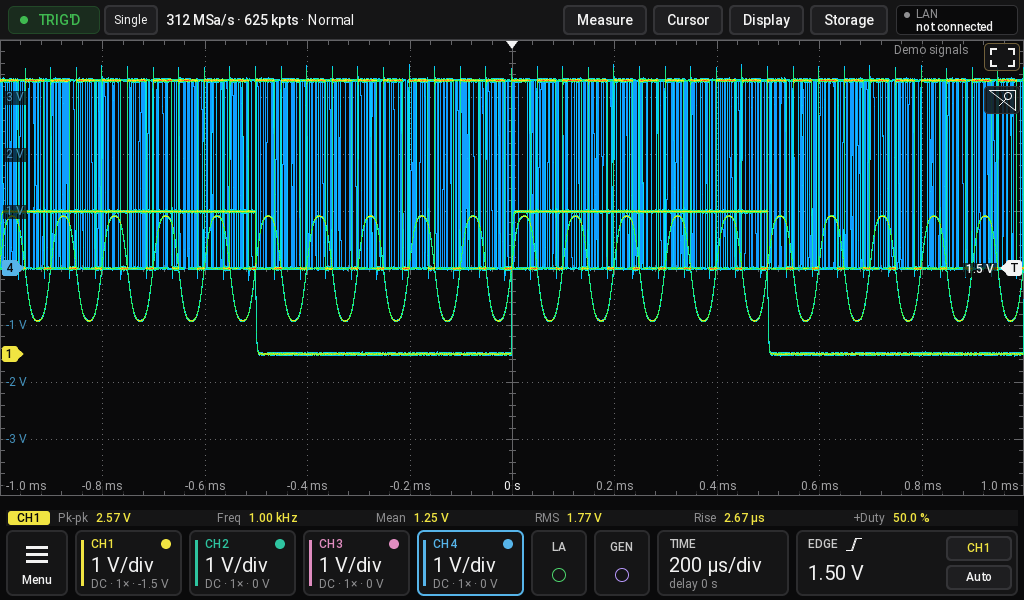 TRIG'D
Single
312 MSa/s · 625 kpts · Normal
Measure
Cursor
Display
Storage
LAN
not connected
Demo signals
3 V
2 V
1 V
4
1.5 V
T
-1 V
1
-2 V
-3 V
-1.0 ms
-0.8 ms
-0.6 ms
-0.4 ms
-0.2 ms
0 s
0.2 ms
0.4 ms
0.6 ms
0.8 ms
1.0 ms
CH1 Pk-pk 2.57 V Freq 1.00 kHz Mean 1.25 V RMS 1.77 V Rise 2.67 µs +Duty 50.0 %
Menu
CH1
1 V/div
DC · 1× · -1.5 V
CH2
1 V/div
DC · 1× · 0 V
CH3
1 V/div
DC · 1× · 0 V
CH4
1 V/div
DC · 1× · 0 V
LA
GEN
TIME
200 µs/div
delay 0 s
EDGE
1.50 V
CH1
Auto